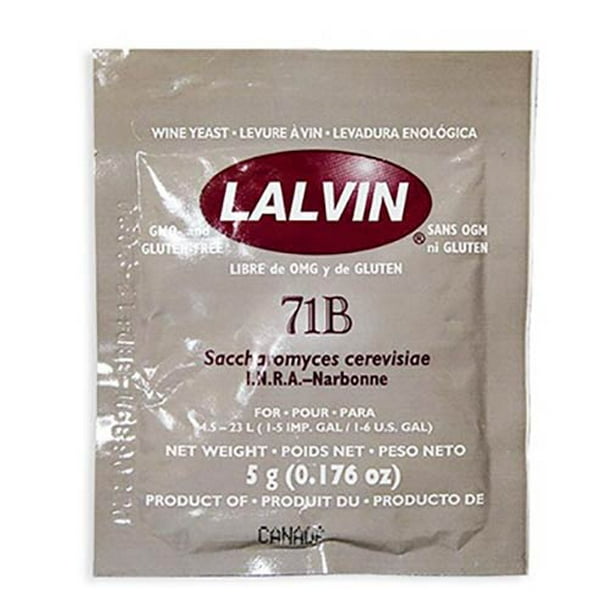 WINE YEAST • LEVURE À VIN • LEVADURA ENOLÓGICA
LALVIN
®
GMO- and
GLUTEN-FREE
SANS OGM
ni GLUTEN
LIBRE de OMG y de GLUTEN
71B
Saccharomyces cerevisiae
I.N.R.A.–Narbonne
FOR • POUR • PARA
4.5 – 23 L ( 1-5 IMP. GAL / 1-6 U.S. GAL)
NET WEIGHT • POIDS NET • PESO NETO
5 g (0.176 oz)
PRODUCT OF • PRODUIT DU • PRODUCTO DE
CANADA